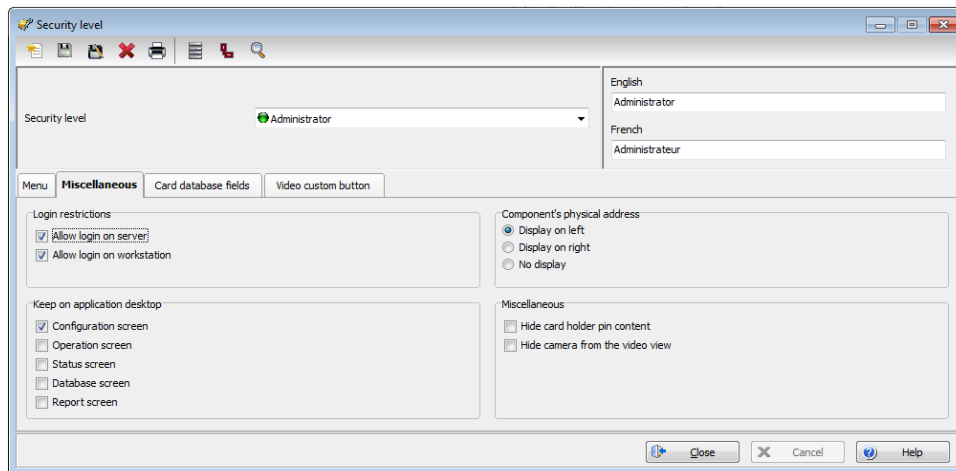 Security level
English
Security level
Administrator
Administrator
French
Administrateur
Menu
Miscellaneous
Card database fields
Video custom button
Login restrictions
Allow login on server
Allow login on workstation
Component's physical address
Display on left
Display on right
No display
Keep on application desktop
Configuration screen
Operation screen
Status screen
Database screen
Report screen
Miscellaneous
Hide card holder pin content
Hide camera from the video view
Close
Cancel
Help